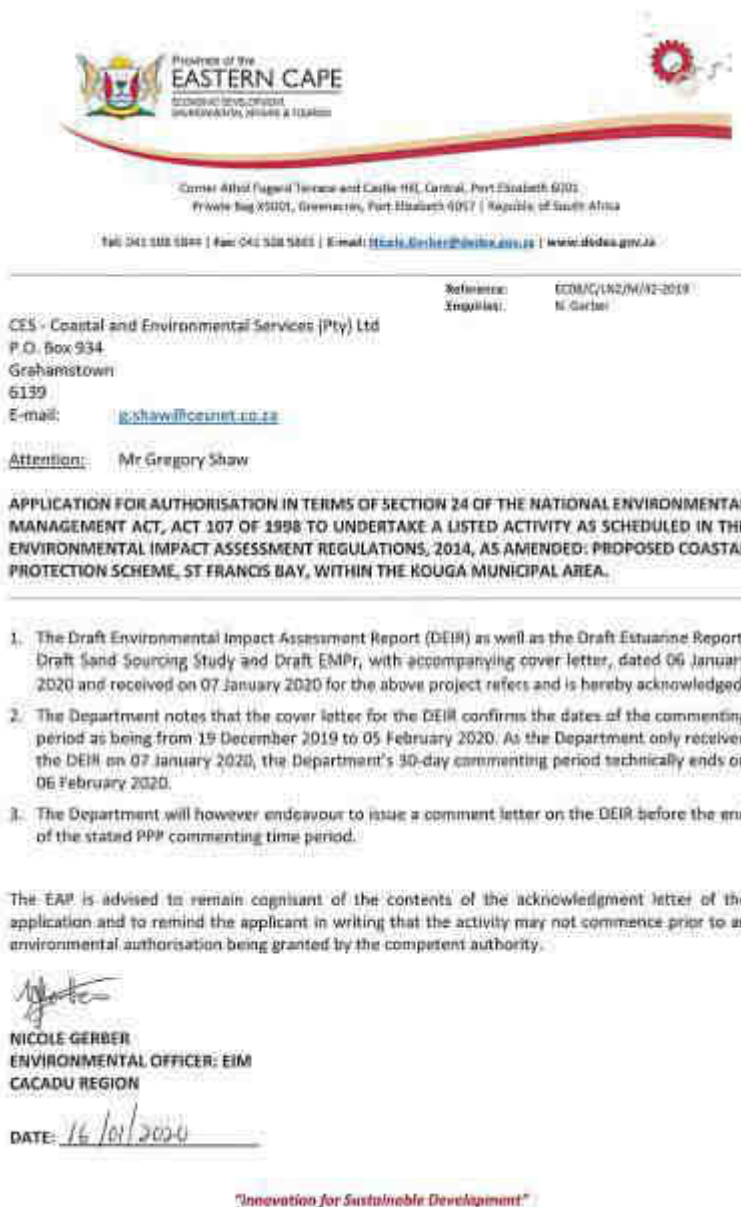 Province of the
EASTERN CAPE
ECONOMIC DEVELOPMENT
ENVIRONMENTAL AFFAIRS & TOURISM
Corner Athol Fugard Terrace and Castle Hill, Central, Port Elizabeth 6001
Private Bag X5001, Greenacres, Port Elizabeth 6057 | Republic of South Africa
Tel: 041 508 5844 | Fax: 041 508 5865 | E-mail: Nicole.Gerber@dedea.gov.za | www.dedea.gov.za
Reference:
Enquiries: N. Gerber
CES - Coastal and Environmental Services (Pty) Ltd
P.O. Box 934
Grahamstown
6139
E-mail: g.shaw@cesnet.co.za
Attention: Mr Gregory Shaw
APPLICATION FOR AUTHORISATION IN TERMS OF SECTION 24 OF THE NATIONAL ENVIRONMENTAL
MANAGEMENT ACT, ACT 107 OF 1998 TO UNDERTAKE A LISTED ACTIVITY AS SCHEDULED IN THE
ENVIRONMENTAL IMPACT ASSESSMENT REGULATIONS, 2014, AS AMENDED: PROPOSED COASTAL
PROTECTION SCHEME, ST FRANCIS BAY, WITHIN THE KOUGA MUNICIPAL AREA.
1. The Draft Environmental Impact Assessment Report (DEIR) as well as the Draft Estuarine Report
Draft Sand Sourcing Study and Draft EMPr, with accompanying cover letter, dated 06 January
2020 and received on 07 January 2020 for the above project refers and is hereby acknowledged
2. The Department notes that the cover letter for the DEIR confirms the dates of the commenting
period as being from 19 December 2019 to 05 February 2020. As the Department only receive
the DEIR on 07 January 2020, the Department's 30-day commenting period technically ends o
06 February 2020.
3. The Department will however endeavour to issue a comment letter on the DEIR before the en
of the stated PPP commenting time period.
The EAP is advised to remain cognisant of the contents of the acknowledgment letter of th
application and to remind the applicant in writing that the activity may not commence prior to a
environmental authorisation being granted by the competent authority.
NICOLE GERBER
ENVIRONMENTAL OFFICER: EIM
CACADU REGION
DATE: 16/01/2020
"Innovation for Sustainable Development"